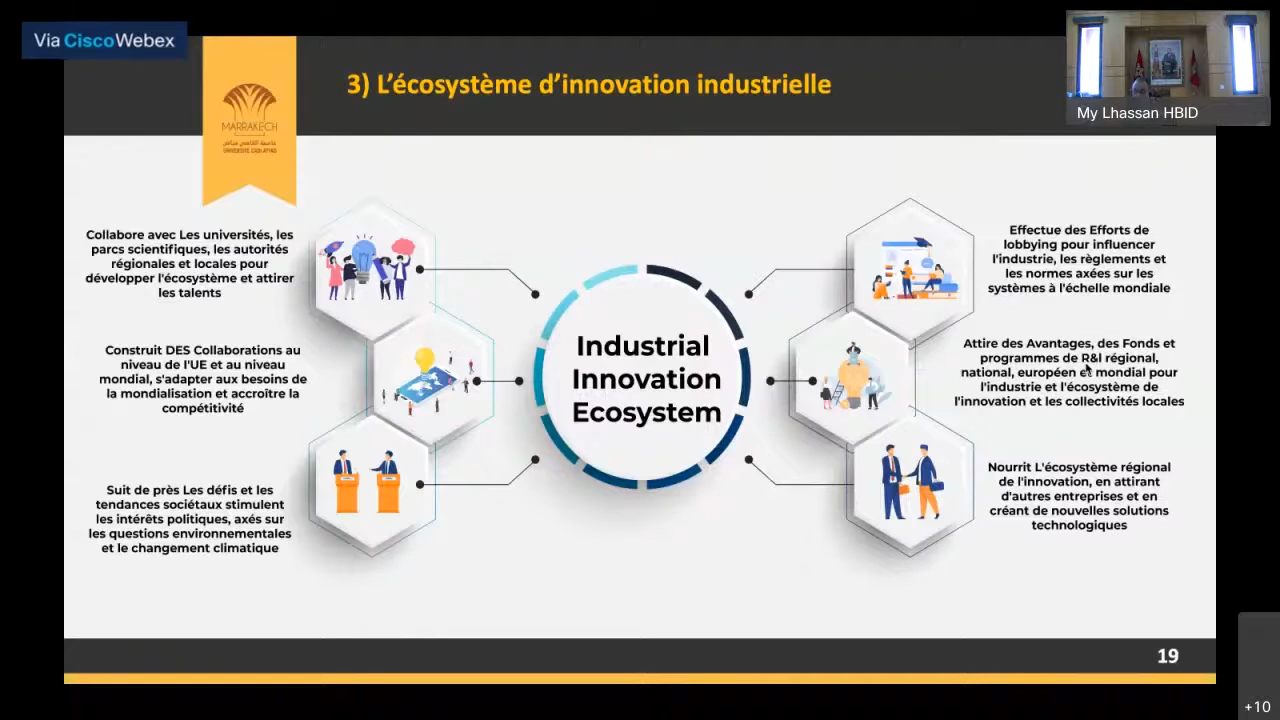 Via Cisco Webex
3) L'écosystème d'innovation industrielle
My Lhassan HBID
MARRAKECH
UNIVERSITÉ CADI AYYAD
Collabore avec Les universités, les
parcs scientifiques, les autorités
régionales et locales pour
développer l'écosystème et attirer
les talents
Construit DES Collaborations au
niveau de l'UE et au niveau
mondial, s'adapter aux besoins de
la mondialisation et accroître la
compétitivité
Suit de près Les défis et les
tendances sociétaux stimulent
les intérêts politiques, axés sur
les questions environnementales
et le changement climatique
Industrial
Innovation
Ecosystem
Effectue des Efforts de
lobbying pour influencer
l'industrie, les règlements et
les normes axées sur les
systèmes à l'échelle mondiale
Attire des Avantages, des Fonds et
programmes de R&I régional,
national, européen et mondial pour
l'industrie et l'écosystème de
l'innovation et les collectivités locales
Nourrit L'écosystème régional
de l'innovation, en attirant
d'autres entreprises et en
créant de nouvelles solutions
technologiques
19
+10